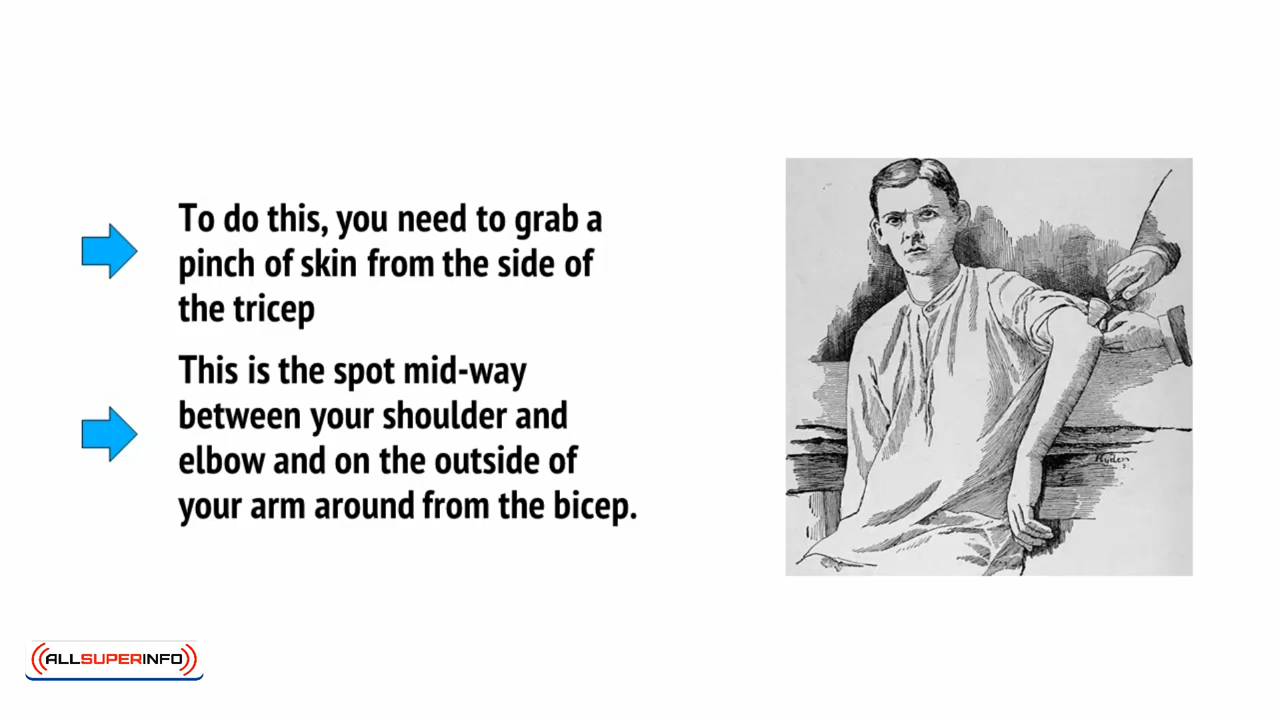 To do this, you need to grab a
pinch of skin from the side of
the tricep
This is the spot mid-way
between your shoulder and
elbow and on the outside of
your arm around from the bicep.
ALLSUPERINFO